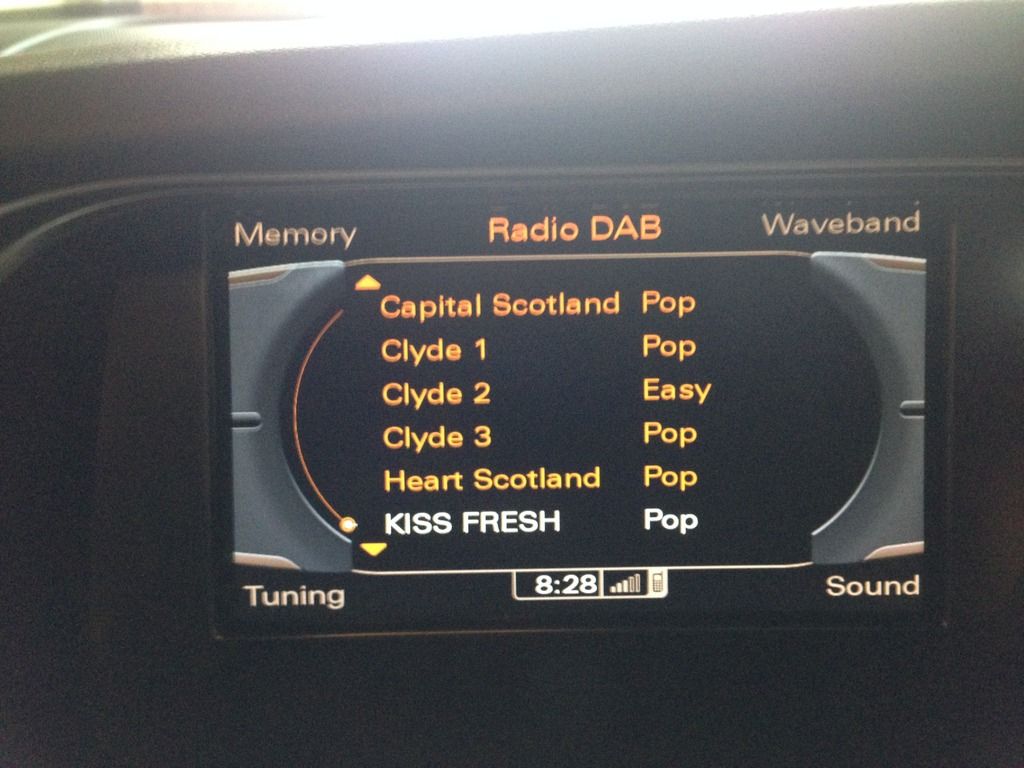 Memory Radio DAB Waveband
Capital Scotland Pop
Clyde 1 Pop
Clyde 2 Easy
Clyde 3 Pop
Heart Scotland Pop
KISS FRESH Pop
Tuning 8:28 Sound